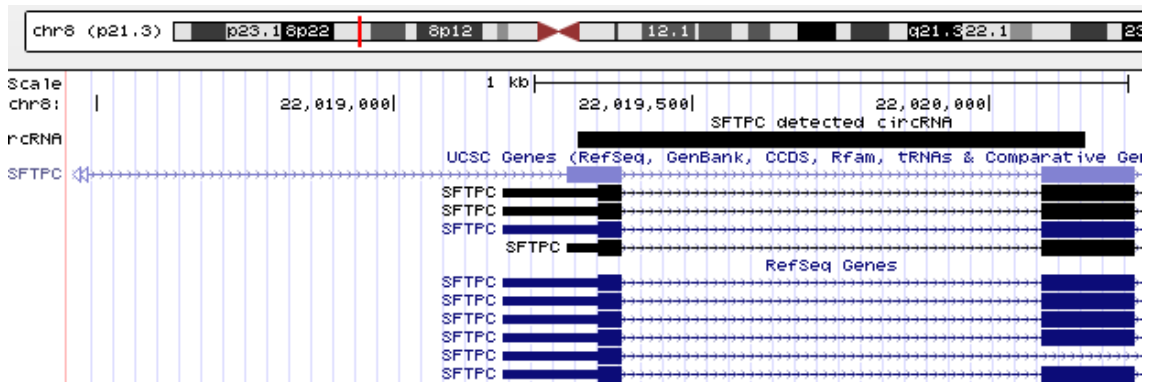 chr8 (p21.3) p23.1 8p22 8p12 12.1 q21.3 22.1 23
Scale 1 kb
chr8: 22,019,000 22,019,500 22,020,000
SFTPC detected circRNA
rcRNA
UCSC Genes (RefSeq, GenBank, CCDS, Rfam, tRNAs & Comparative Ger
SFTPC
SFTPC
SFTPC
SFTPC
SFTPC
RefSeq Genes
SFTPC
SFTPC
SFTPC
SFTPC
SFTPC
SFTPC